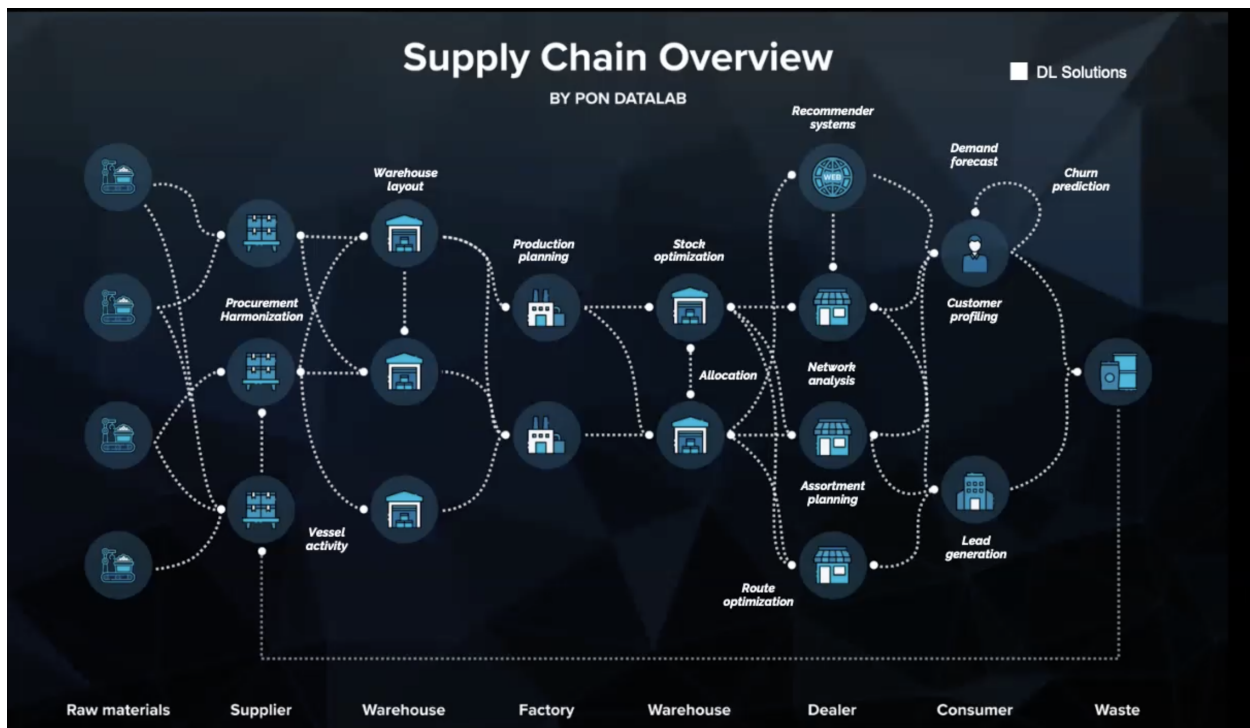 Supply Chain Overview
BY PON DATALAB
DL Solutions
Recommender
systems
Demand
forecast
Churn
prediction
Warehouse
layout
WEB
Production
planning
Stock
optimization
Procurement
Harmonization
Customer
profiling
Allocation
Network
analysis
Assortment
planning
Vessel
activity
Lead
generation
Route
optimization
Raw materials
Supplier
Warehouse
Factory
Warehouse
Dealer
Consumer
Waste